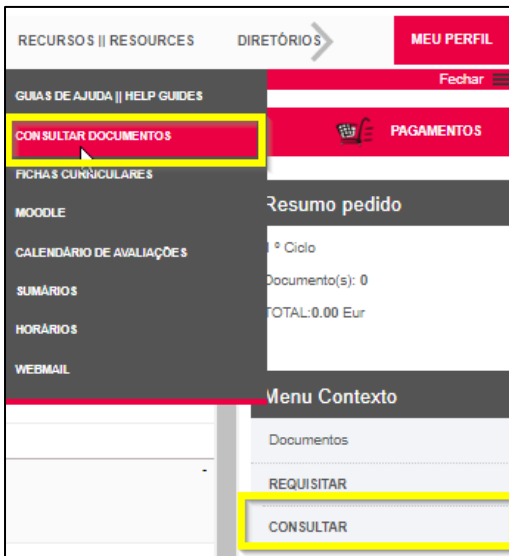 RECURSOS || RESOURCES
DIRETÓRIOS
MEU PERFIL
Fechar
GUIAS DE AJUDA || HELP GUIDES
CONSULTAR DOCUMENTOS
PAGAMENTOS
FICHAS CURRICULARES
MOODLE
CALENDÁRIO DE AVALIAÇÕES
SUMÁRIOS
HORÁRIOS
WEBMAIL
Resumo pedido
º Ciclo
Documento(s): 0
TOTAL:0.00 Eur
Menu Contexto
Documentos
-
REQUISITAR
CONSULTAR